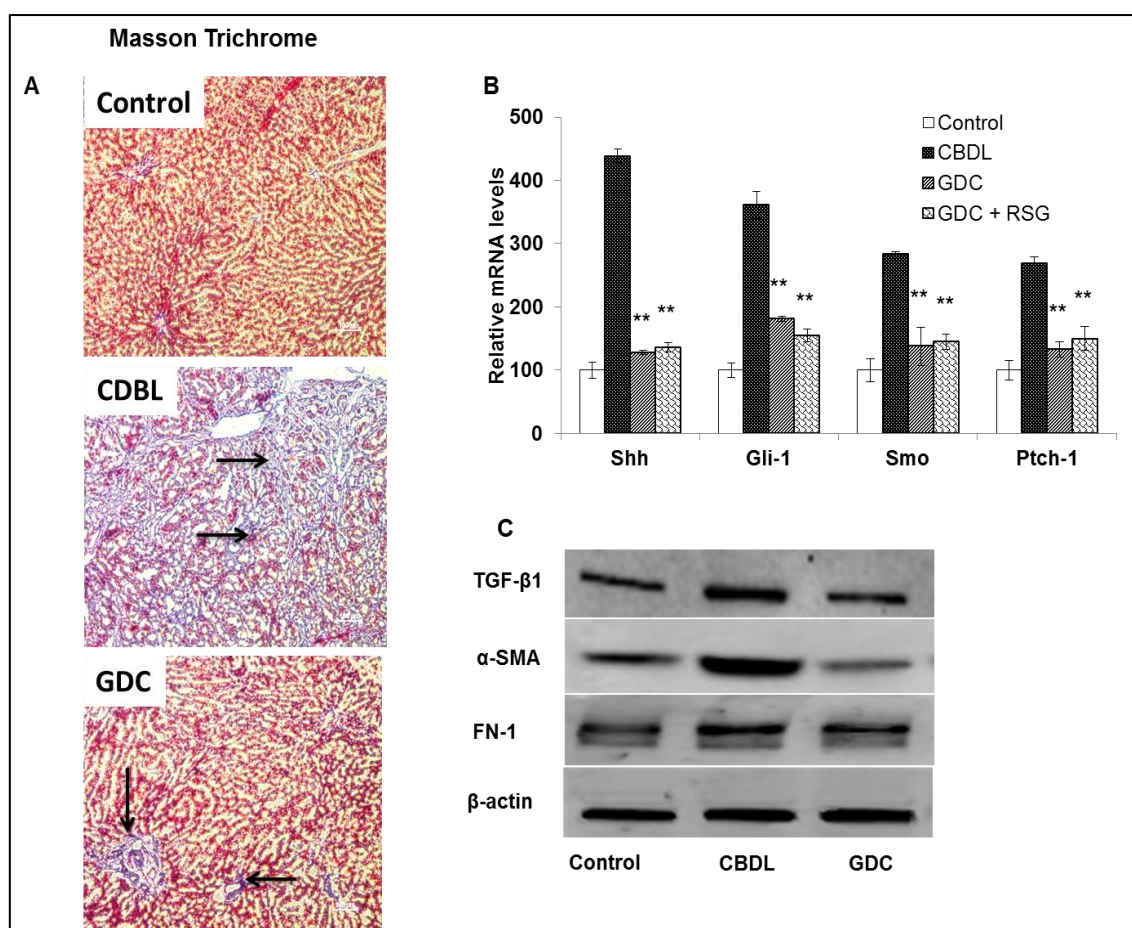 Masson Trichrome
A
Control
CDBL
GDC
B
500
400
300
200
100
0
Relative mRNA levels
Control
CBDL
GDC
GDC + RSG
** **
** **
** **
** **
Shh Gli-1 Smo Ptch-1
C
TGF-β1
α-SMA
FN-1
β-actin
Control CBDL GDC